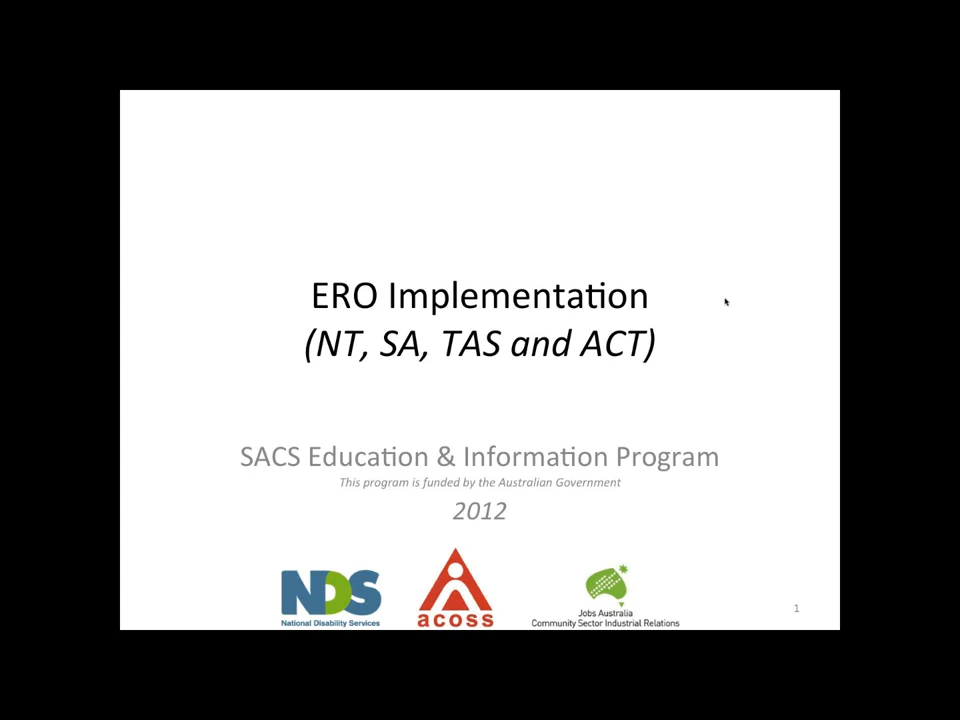 ERO Implementation
(NT, SA, TAS and ACT)
SACS Education & Information Program
This program is funded by the Australian Government
2012
NDS
National Disability Services
acoss
Jobs Australia
Community Sector Industrial Relations
1